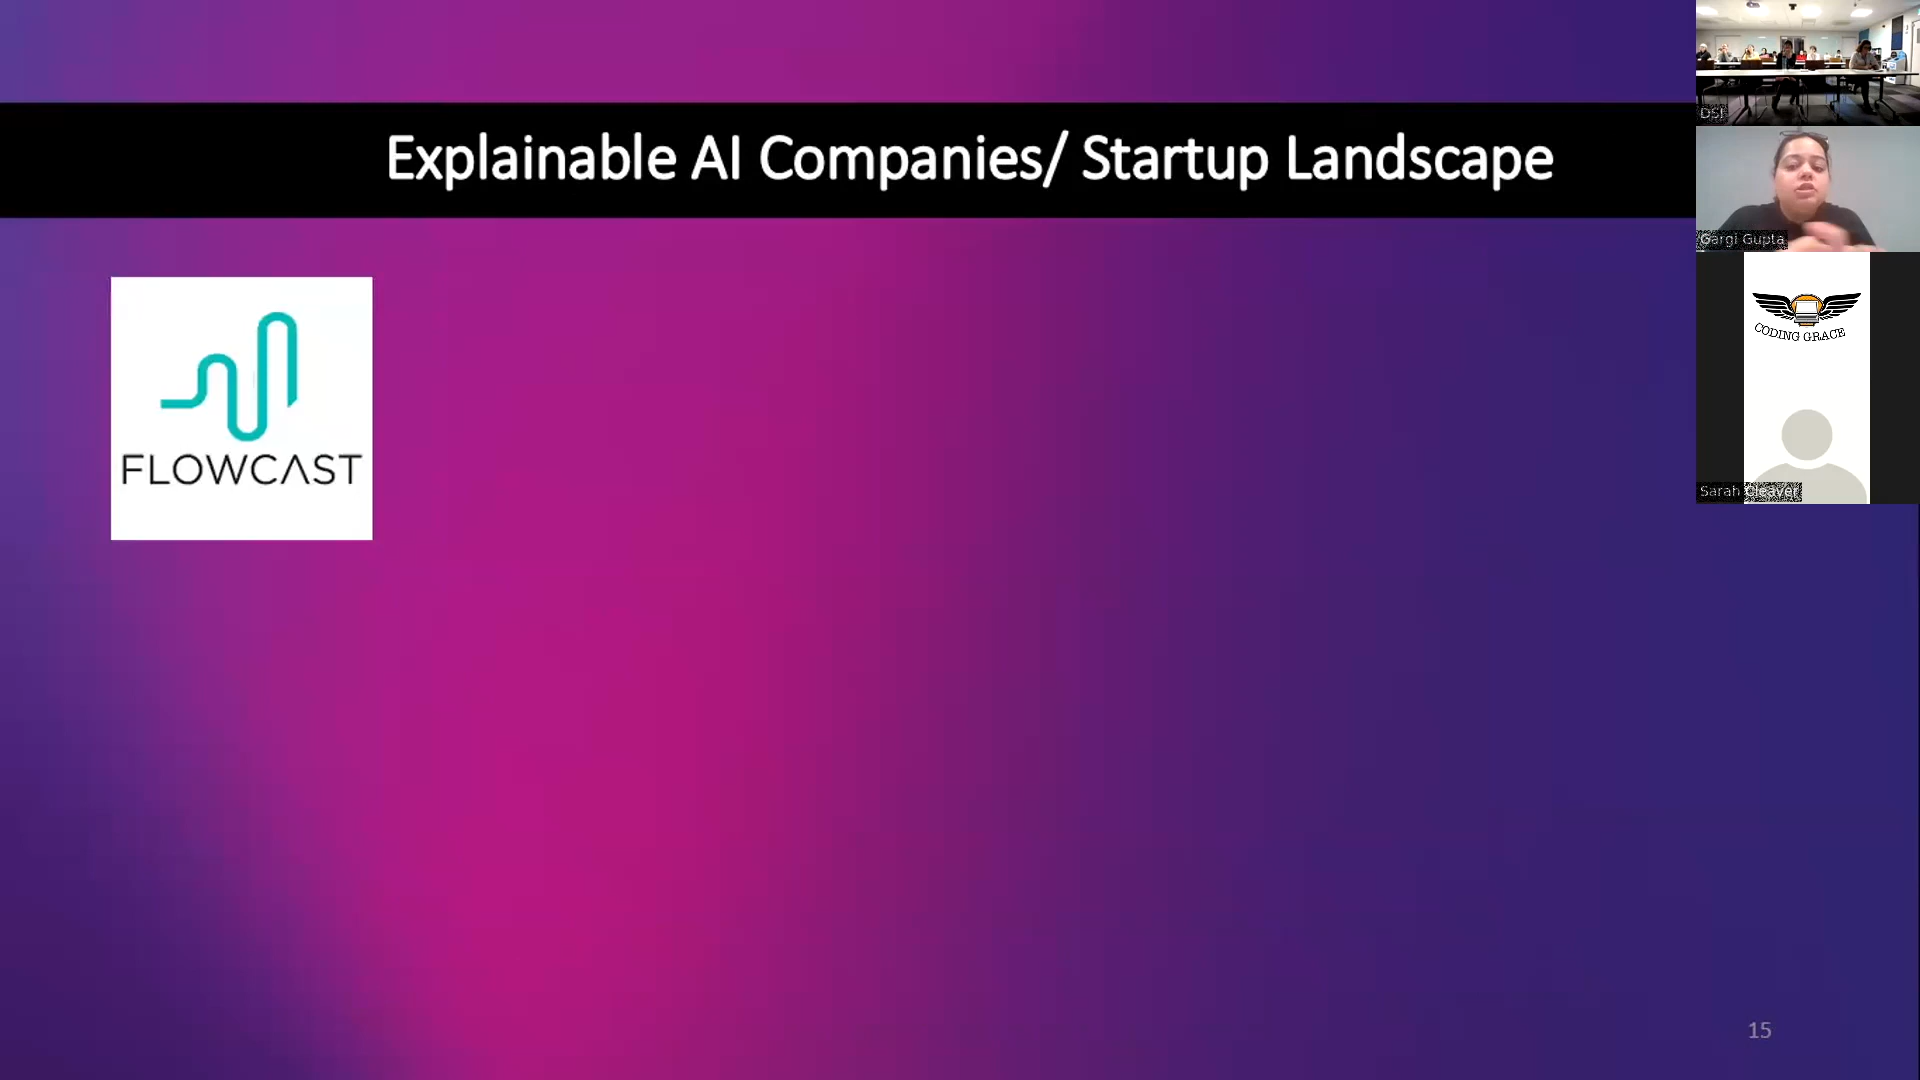 Explainable AI Companies/ Startup Landscape
FLOWCAST
DSI
Gargi Gupta
CODING GRACE
Sarah Cleaver
15